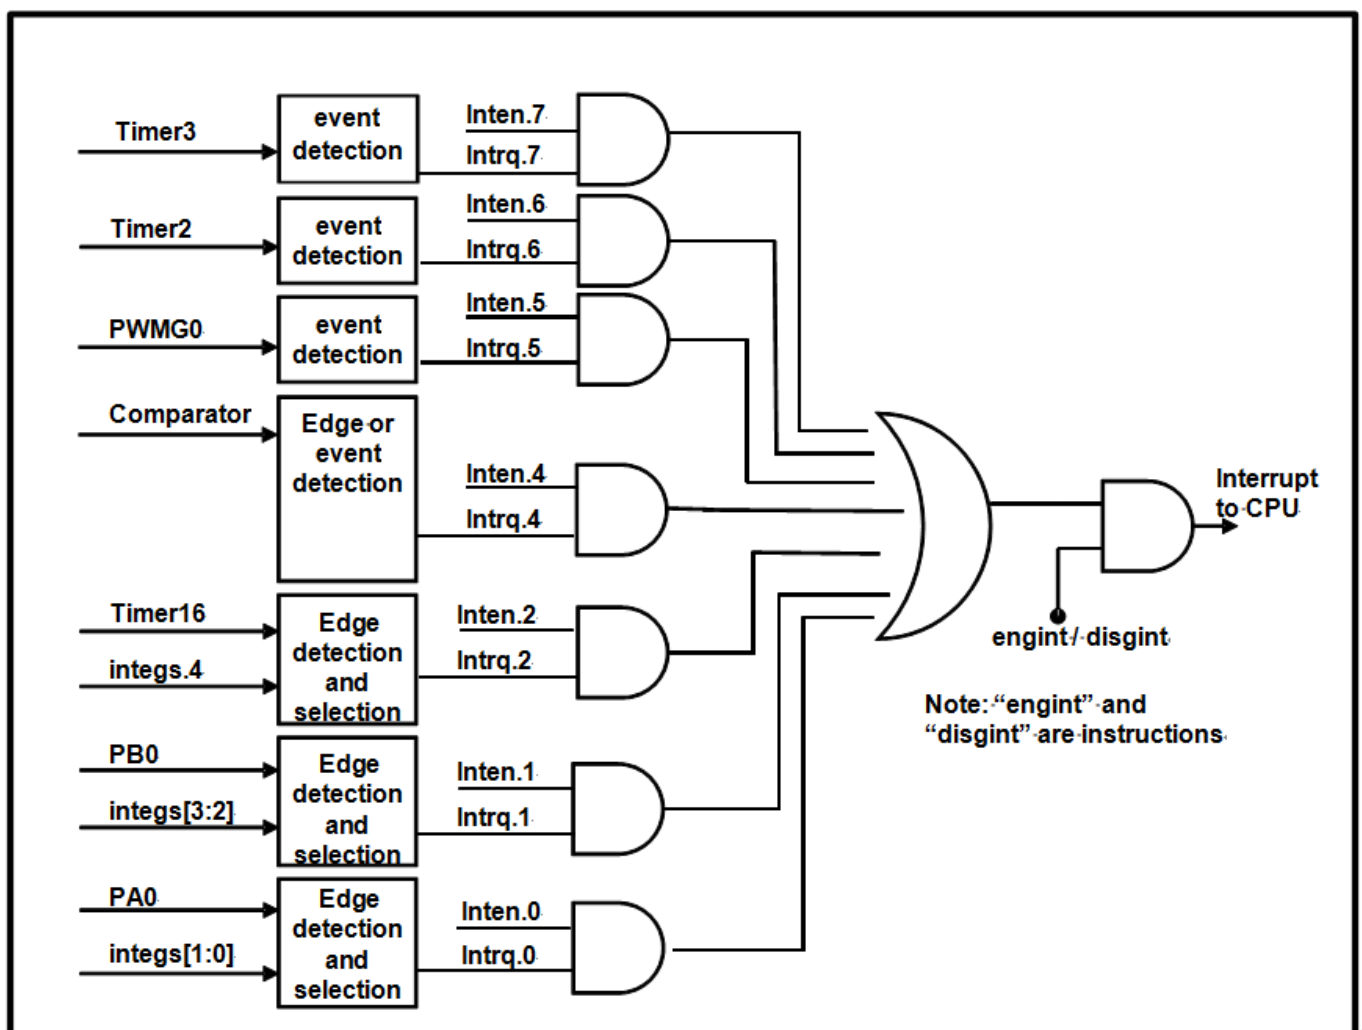 Timer3
event
detection
Inten.7
Intrq.7
Timer2
event
detection
Inten.6
Intrq.6
PWMG0
event
detection
Inten.5
Intrq.5
Comparator
Edge or
event
detection
Inten.4
Intrq.4
Timer16
integs.4
Edge
detection
and
selection
Inten.2
Intrq.2
PB0
integs[3:2]
Edge
detection
and
selection
Inten.1
Intrq.1
PA0
integs[1:0]
Edge
detection
and
selection
Inten.0
Intrq.0
Interrupt
to CPU
engint / disgint
Note: “engint” and
“disgint” are instructions